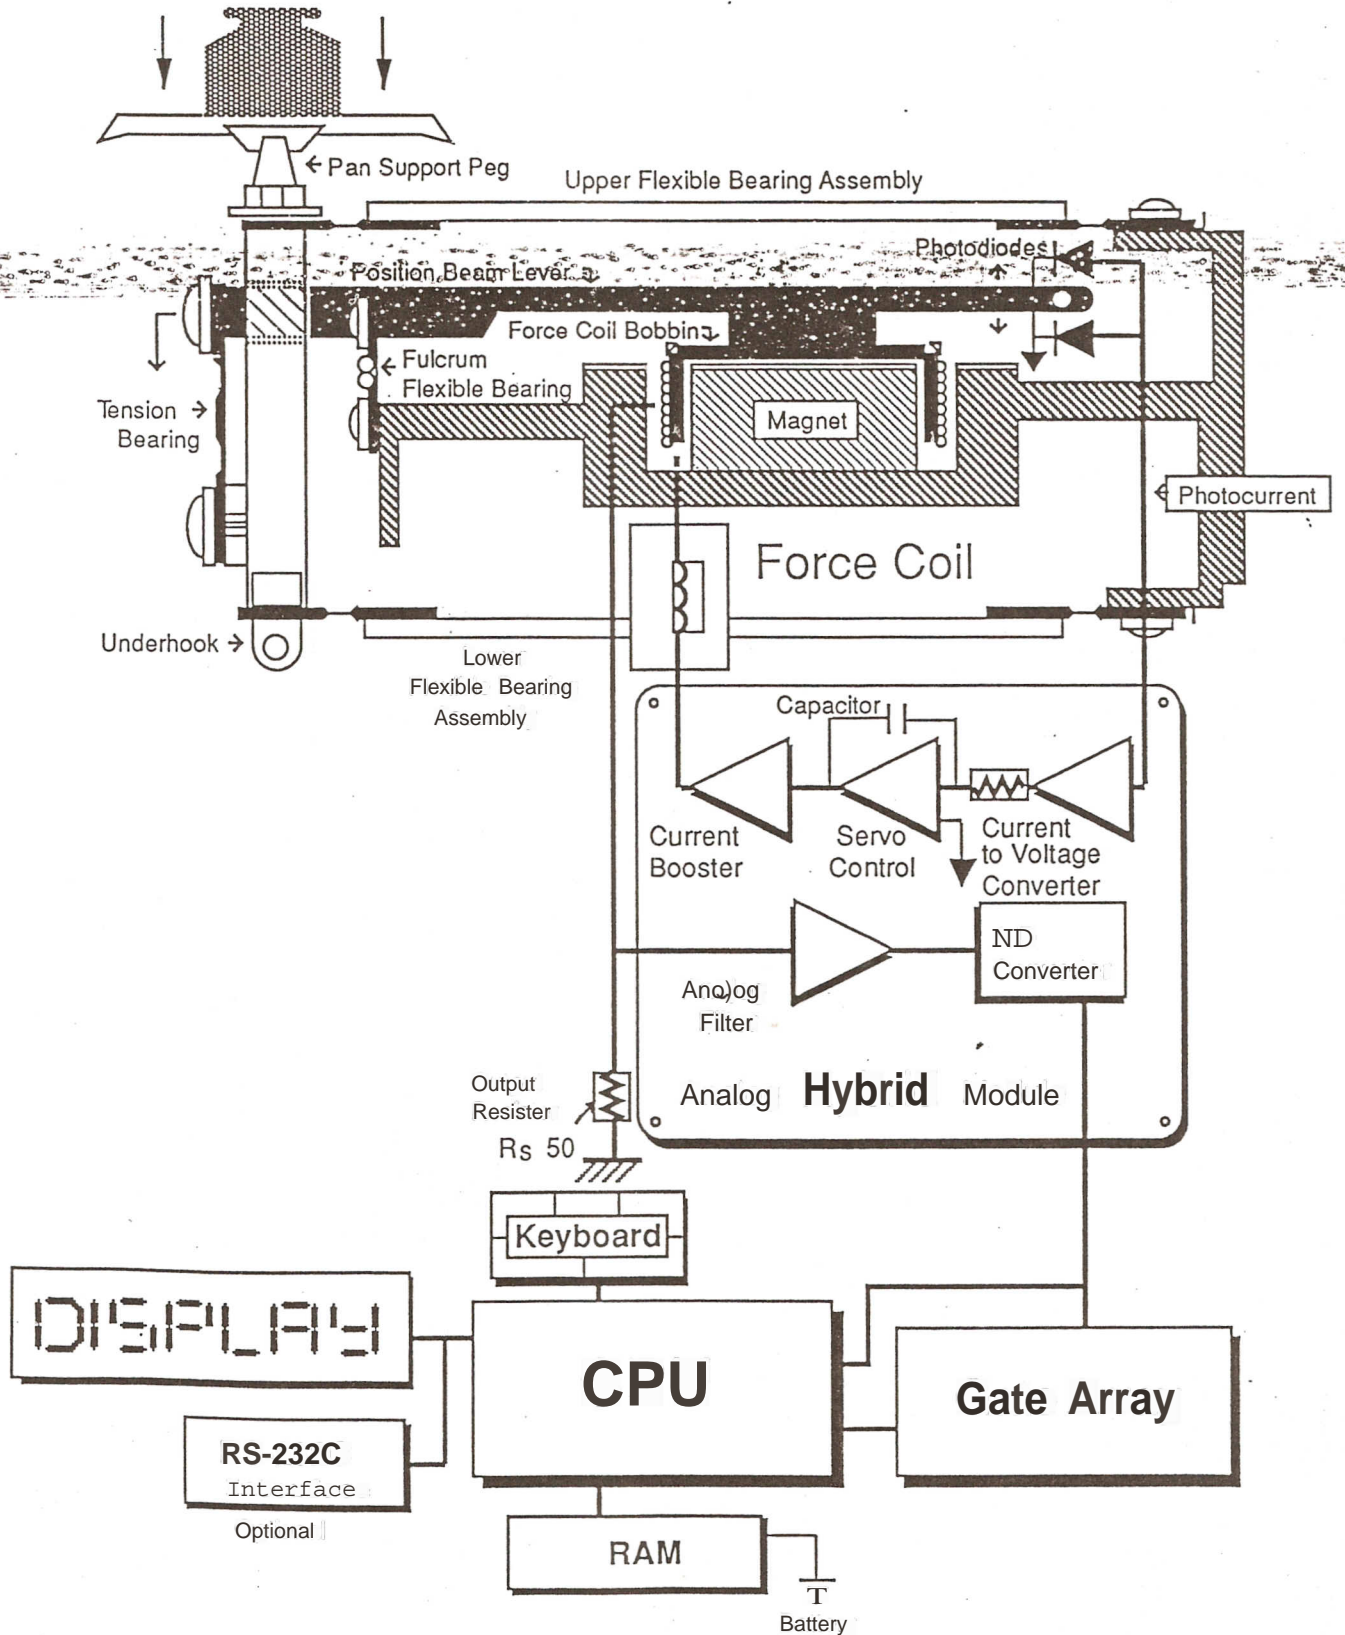 Pan Support Peg
Upper Flexible Bearing Assembly
Photodiodes
Position Beam Lever
Force Coil Bobbin
Fulcrum
Flexible Bearing
Tension
Bearing
Magnet
Photocurrent
Force Coil
Underhook
Lower
Flexible Bearing
Assembly
Capacitor
Current
Booster
Servo
Control
Current
to Voltage
Converter
ND
Converter
Ano)og
Filter
Output
Resister
Rs 50
Analog Hybrid Module
Keyboard
DISPLAY
CPU
Gate Array
RS-232C
Interface
Optional
RAM
T
Battery